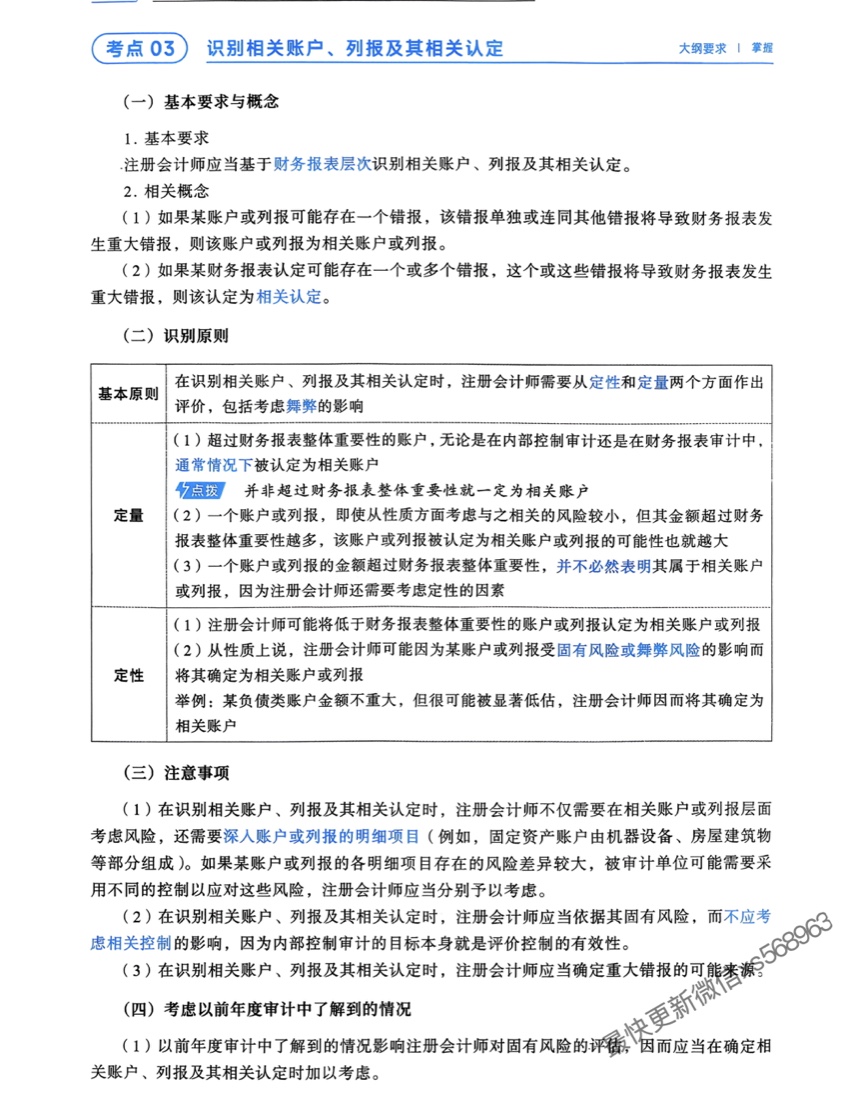 考点 03 识别相关账户、列报及其相关认定 大纲要求 | 掌握
（一）基本要求与概念
1. 基本要求
注册会计师应当基于财务报表层次识别相关账户、列报及其相关认定。
2. 相关概念
（1）如果某账户或列报可能存在一个错报，该错报单独或连同其他错报将导致财务报表发
生重大错报，则该账户或列报为相关账户或列报。
（2）如果某财务报表认定可能存在一个或多个错报，这个或这些错报将导致财务报表发生
重大错报，则该认定为相关认定。
（二）识别原则
基本原则
在识别相关账户、列报及其相关认定时，注册会计师需要从定性和定量两个方面作出
评价，包括考虑舞弊的影响
定量
（1）超过财务报表整体重要性的账户，无论是在内部控制审计还是在财务报表审计中，
通常情况下被认定为相关账户
点拨 并非超过财务报表整体重要性就一定为相关账户
（2）一个账户或列报，即使从性质方面考虑与之相关的风险较小，但其金额超过财务
报表整体重要性越多，该账户或列报被认定为相关账户或列报的可能性也就越大
（3）一个账户或列报的金额超过财务报表整体重要性，并不必然表明其属于相关账户
或列报，因为注册会计师还需要考虑定性的因素
定性
（1）注册会计师可能将低于财务报表整体重要性的账户或列报认定为相关账户或列报
（2）从性质上说，注册会计师可能因为某账户或列报受固有风险或舞弊风险的影响而
将其确定为相关账户或列报
举例：某负债类账户金额不重大，但很可能被显著低估，注册会计师因而将其确定为
相关账户
（三）注意事项
（1）在识别相关账户、列报及其相关认定时，注册会计师不仅需要在相关账户或列报层面
考虑风险，还需要深入账户或列报的明细项目（例如，固定资产账户由机器设备、房屋建筑物
等部分组成）。如果某账户或列报的各明细项目存在的风险差异较大，被审计单位可能需要采
用不同的控制以应对这些风险，注册会计师应当分别予以考虑。
（2）在识别相关账户、列报及其相关认定时，注册会计师应当依据其固有风险，而不应考
虑相关控制的影响，因为内部控制审计的目标本身就是评价控制的有效性。
（3）在识别相关账户、列报及其相关认定时，注册会计师应当确定重大错报的可能来源。
（四）考虑以前年度审计中了解到的情况
（1）以前年度审计中了解到的情况影响注册会计师对固有风险的评估，因而应当在确定相
关账户、列报及其相关认定时加以考虑。